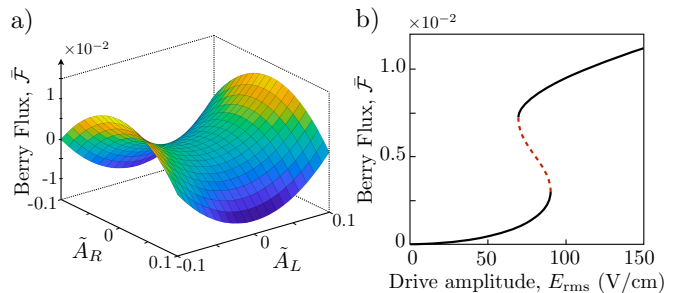 a)
×10⁻²
Berry Flux, 𝓕̄
1
0
-1
-0.1
0
0.1
Ã_R
-0.1
0
0.1
Ã_L
b)
×10⁻²
Berry Flux, 𝓕̄
1.0
0.5
0
0
50
100
150
Drive amplitude, E_rms (V/cm)